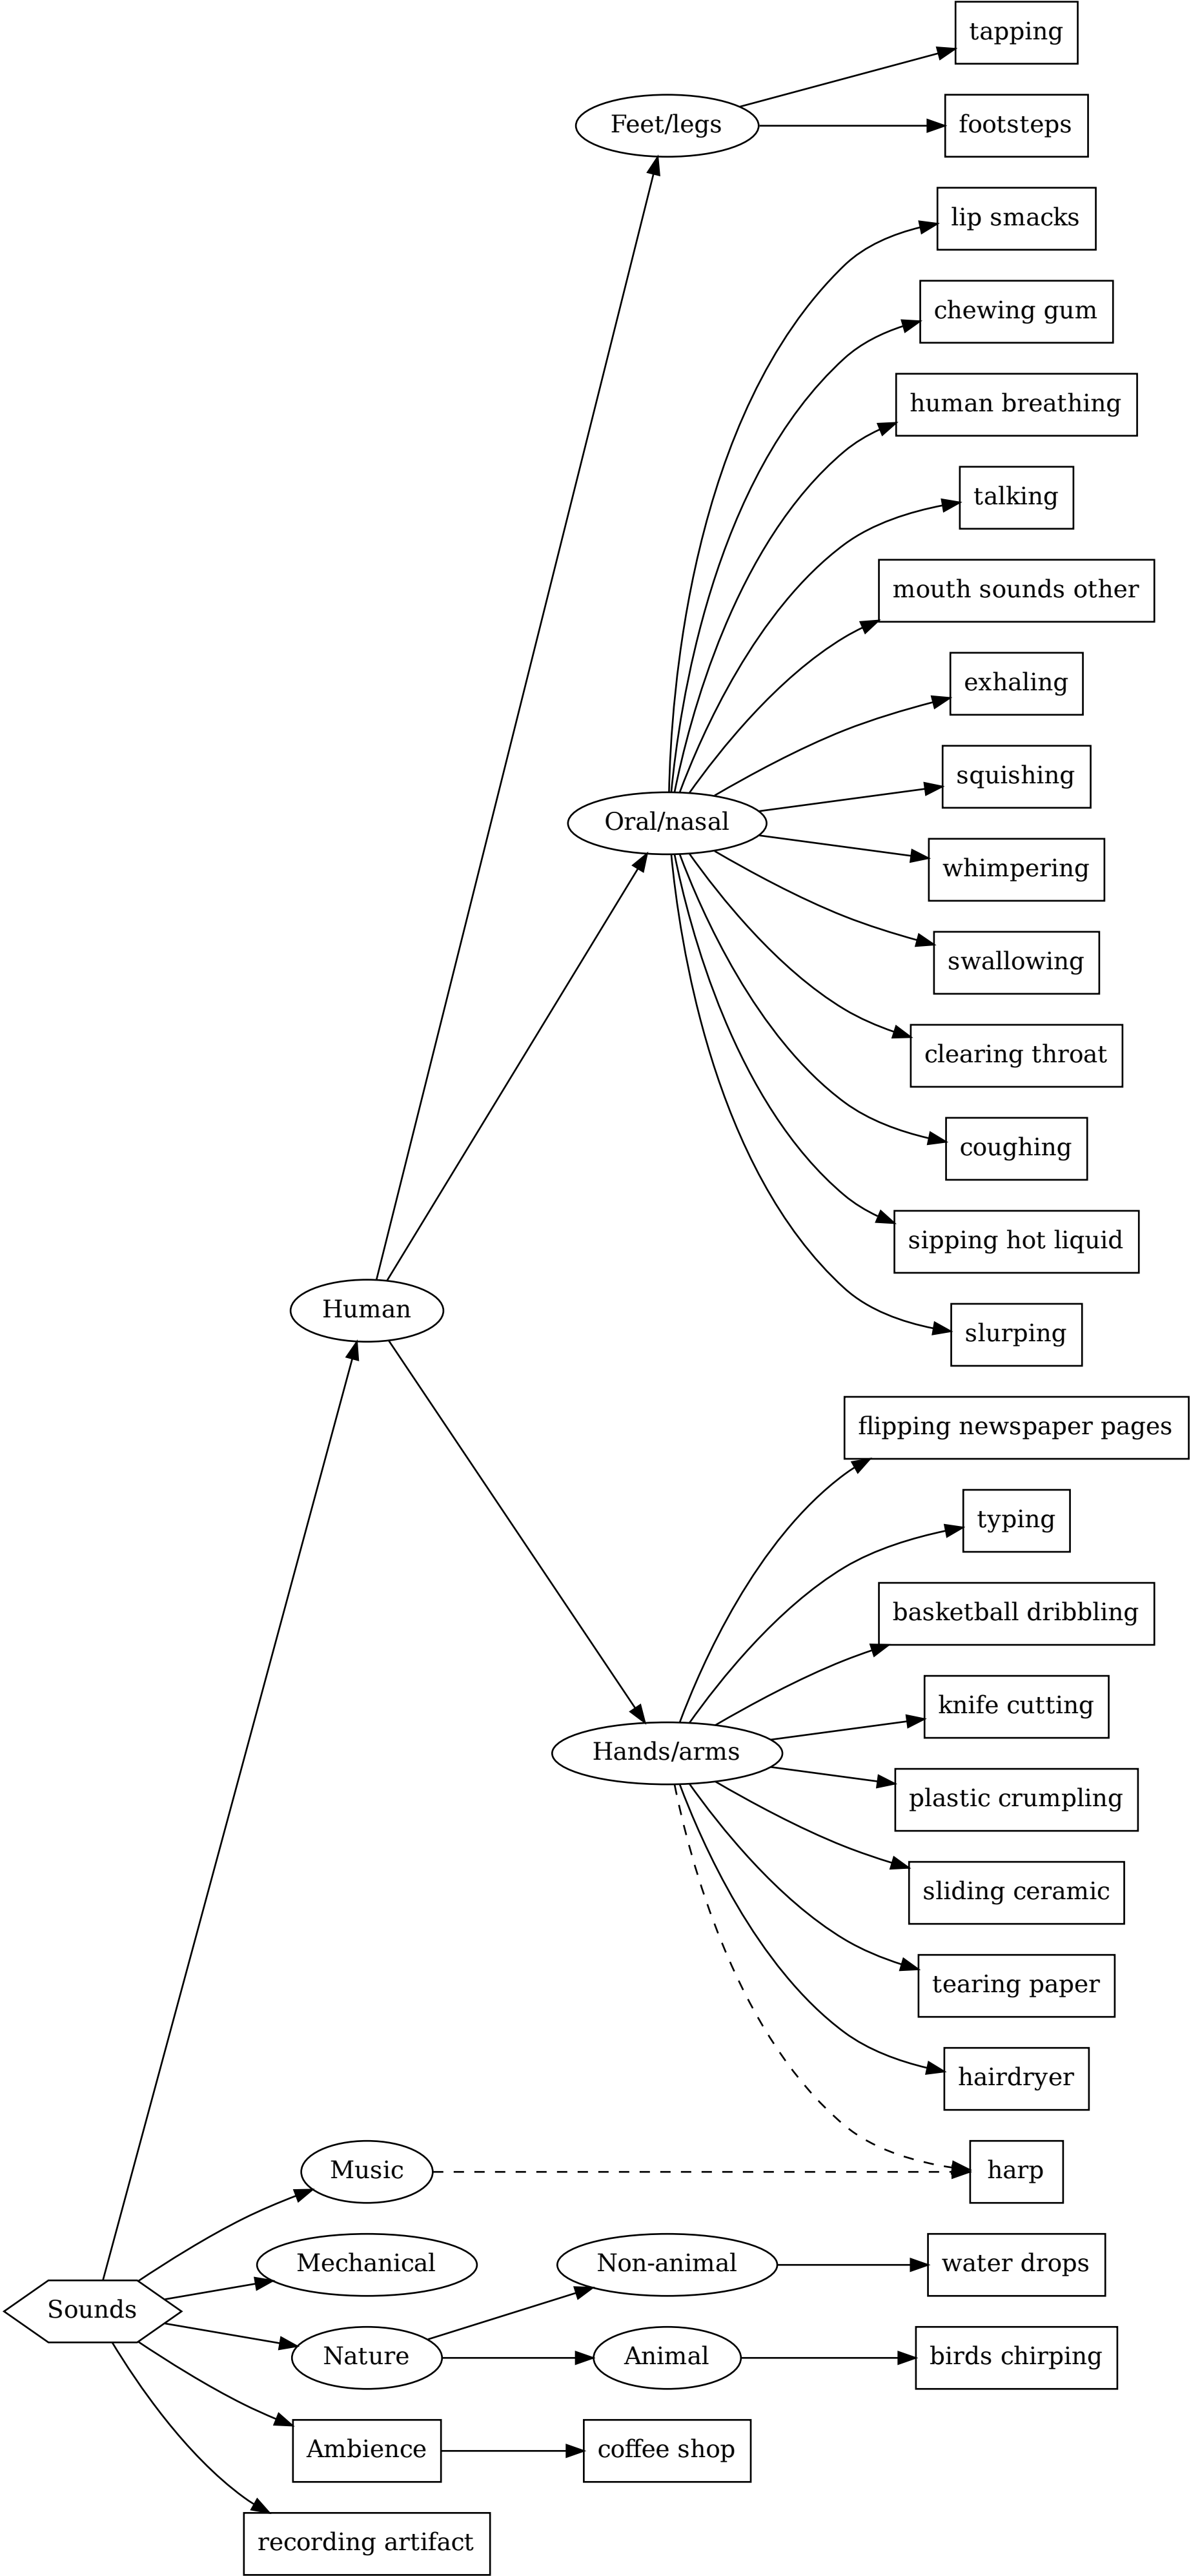 tapping
Feet/legs
footsteps
lip smacks
chewing gum
human breathing
talking
mouth sounds other
exhaling
squishing
Oral/nasal
whimpering
swallowing
clearing throat
coughing
sipping hot liquid
Human
slurping
flipping newspaper pages
typing
basketball dribbling
knife cutting
Hands/arms
plastic crumpling
sliding ceramic
tearing paper
hairdryer
Music
harp
Mechanical
Non-animal
water drops
Sounds
Nature
Animal
birds chirping
Ambience
coffee shop
recording artifact